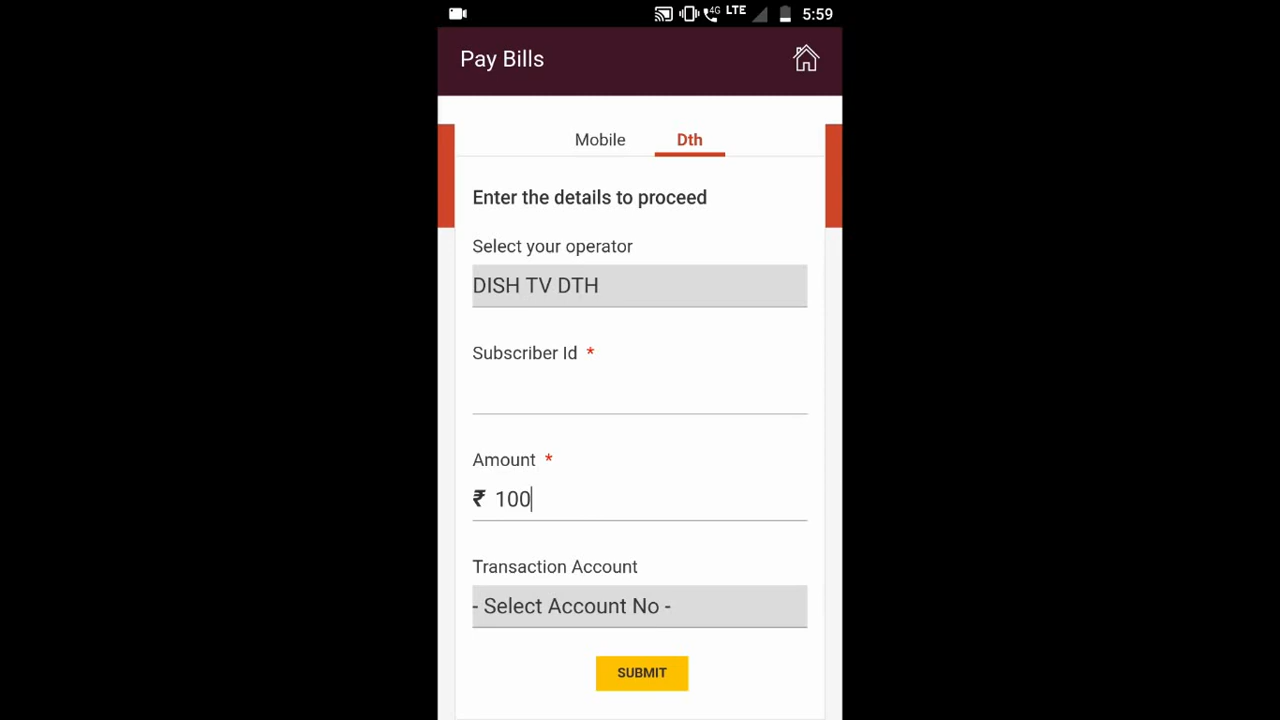 4G LTE 5:59
Pay Bills
Mobile Dth
Enter the details to proceed
Select your operator
DISH TV DTH
Subscriber Id *
Amount *
₹ 100
Transaction Account
- Select Account No -
SUBMIT